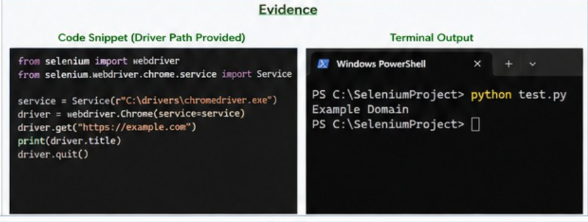 Evidence
Code Snippet (Driver Path Provided)
from selenium import webdriver
from selenium.webdriver.chrome.service import Service
service = Service(r"C:\drivers\chromedriver.exe")
driver = webdriver.Chrome(service=service)
driver.get("https://example.com")
print(driver.title)
driver.quit()
Terminal Output
Windows PowerShell
PS C:\SeleniumProject> python test.py
Example Domain
PS C:\SeleniumProject>